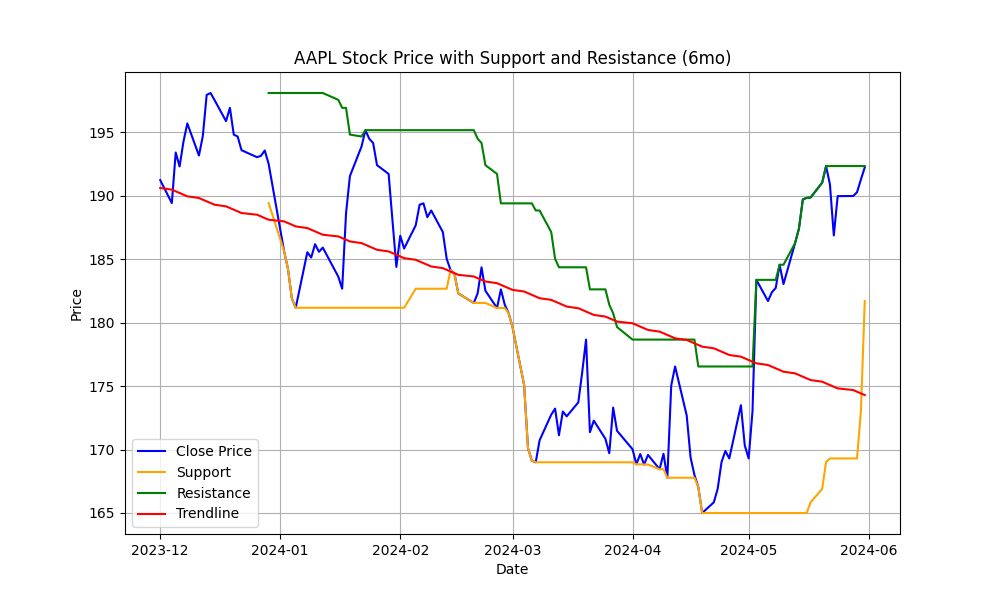 AAPL Stock Price with Support and Resistance (6mo)
195
190
185
180
175
170
165
Price
Close Price
Support
Resistance
Trendline
2023-12 2024-01 2024-02 2024-03 2024-04 2024-05 2024-06
Date